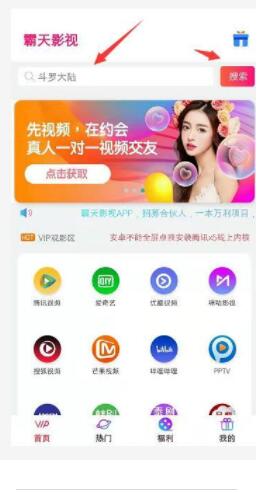 霸天影视
斗罗大陆
搜索
先视频，在约会
真人一对一视频交友
点击获取
霸天影视APP，招募合伙人，一本万利项目，
HOT VIP观影区
安卓不能全屏点我安装腾讯x5线上内核
腾讯视频
爱奇艺
优酷视频
咪咕影视
搜狐视频
芒果视频
哔哩哔哩
PPTV
VIP
首页
热门
福利
我的